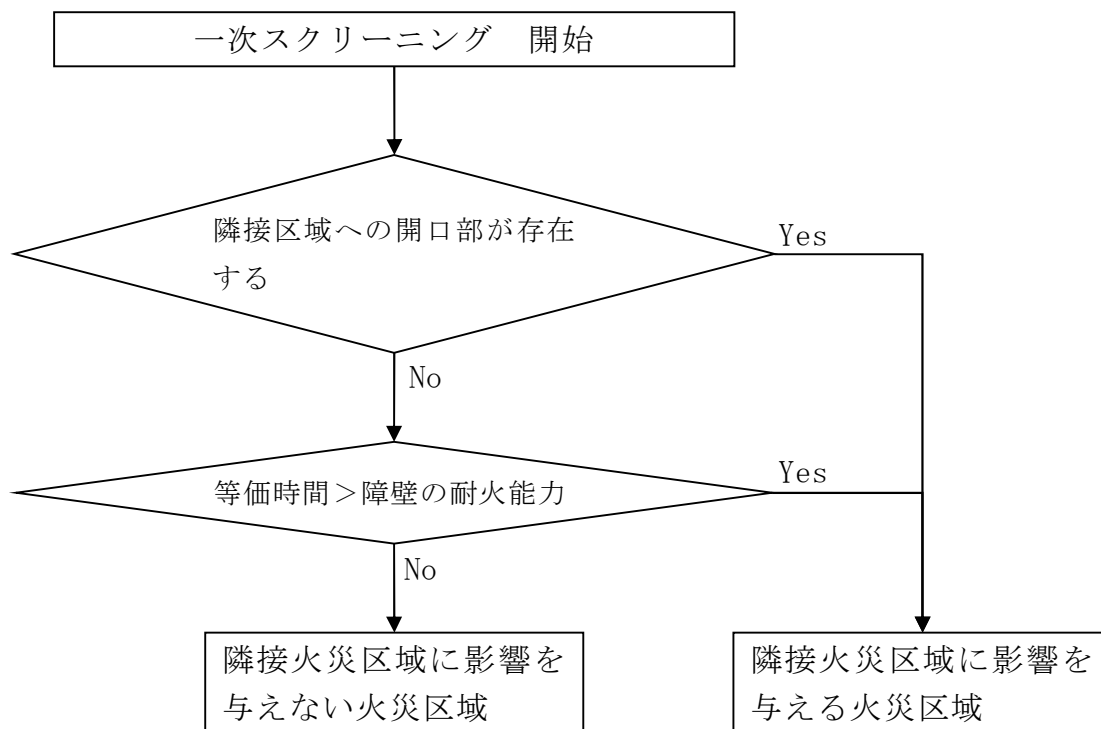 一次スクリーニング　開始
隣接区域への開口部が存在
する
Yes
No
等価時間＞障壁の耐火能力
Yes
No
隣接火災区域に影響を
与えない火災区域
隣接火災区域に影響を
与える火災区域